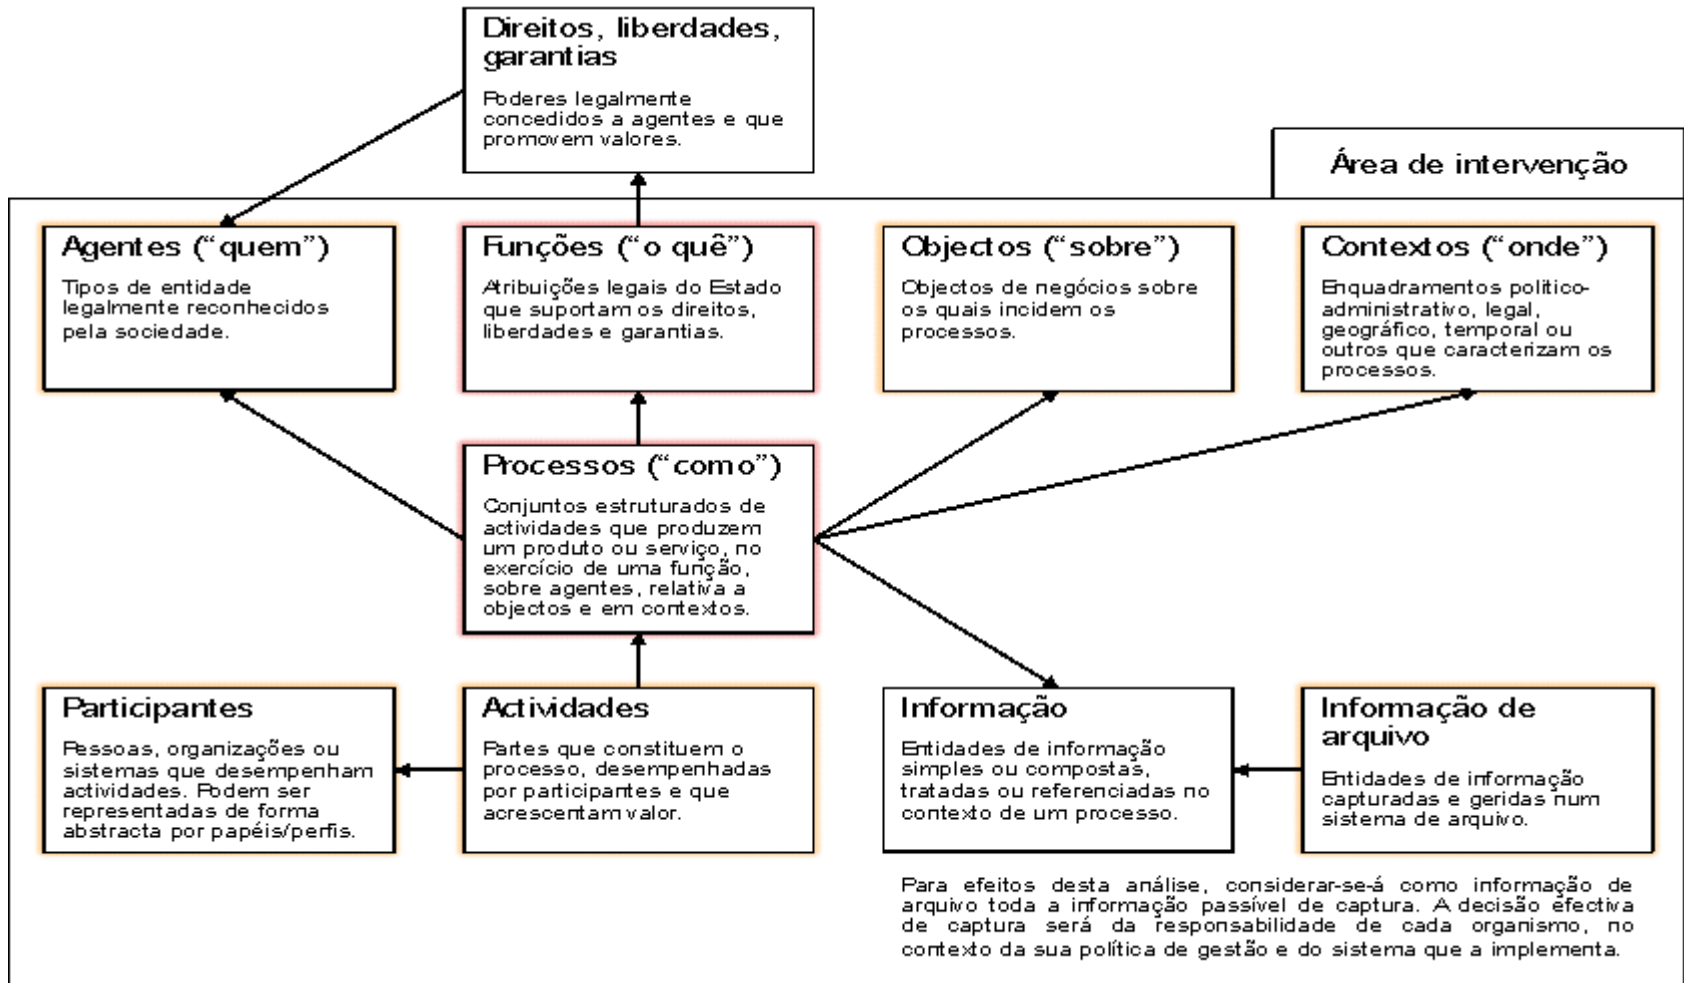 Direitos, liberdades,
garantias
Poderes legalmente
concedidos a agentes e que
promovem valores.
Área de intervenção
Agentes (“quem”)
Tipos de entidade
legalmente reconhecidos
pela sociedade.
Funções (“o quê”)
Atribuições legais do Estado
que suportam os direitos,
liberdades e garantias.
Objectos (“sobre”)
Objectos de negócios sobre
os quais incidem os
processos.
Contextos (“onde”)
Enquadramentos político-
administrativo, legal,
geográfico, temporal ou
outros que caracterizam os
processos.
Processos (“como”)
Conjuntos estruturados de
actividades que produzem
um produto ou serviço, no
exercício de uma função,
sobre agentes, relativa a
objectos e em contextos.
Participantes
Pessoas, organizações ou
sistemas que desempenham
actividades. Podem ser
representadas de forma
abstracta por papéis/perfis.
Actividades
Partes que constituem o
processo, desempenhadas
por participantes e que
acrescentam valor.
Informação
Entidades de informação
simples ou compostas,
tratadas ou referenciadas no
contexto de um processo.
Informação de
arquivo
Entidades de informação
capturadas e geridas num
sistema de arquivo.
Para efeitos desta análise, considerar-se-á como informação de
arquivo toda a informação passível de captura. A decisão efectiva
de captura será da responsabilidade de cada organismo, no
contexto da sua política de gestão e do sistema que a implementa.